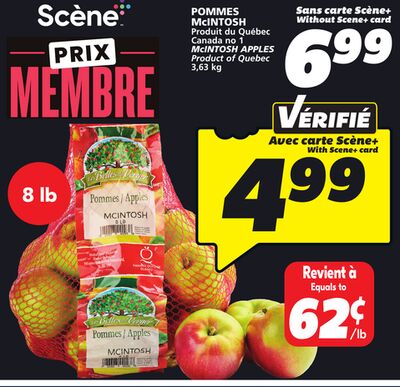 Scène+
PRIX
MEMBRE
8 lb
POMMES
McINTOSH
Produit du Québec
Canada no 1
McINTOSH APPLES
Product of Quebec
3,63 kg
Sans carte Scène+
Without Scene+ card
6 99
VÉRIFIÉ
Avec carte Scène+
With Scene+ card
4 99
Revient à
Equals to
62¢
/lb
Pommes / Apples
McINTOSH
8 LB
Pommes / Apples
McINTOSH